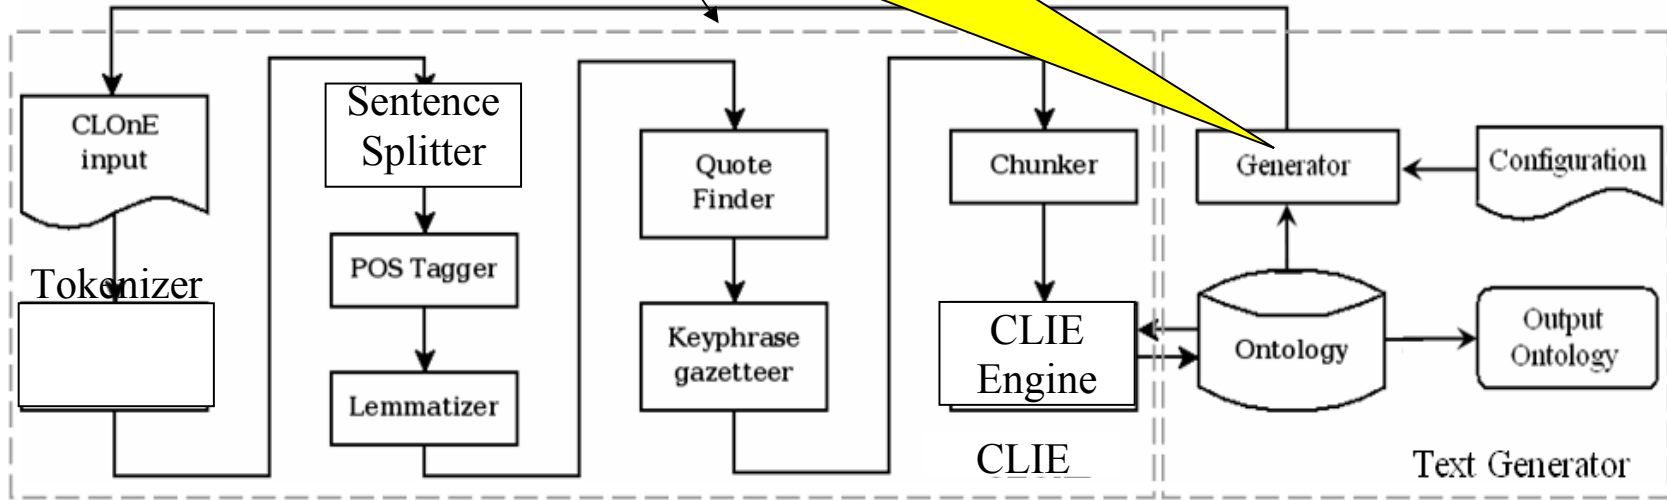 CLOnE
input
Tokenizer
Sentence
Splitter
POS Tagger
Lemmatizer
Quote
Finder
Keyphrase
gazetteer
Chunker
CLIE
Engine
CLIE
Generator
Configuration
Ontology
Output
Ontology
Text Generator